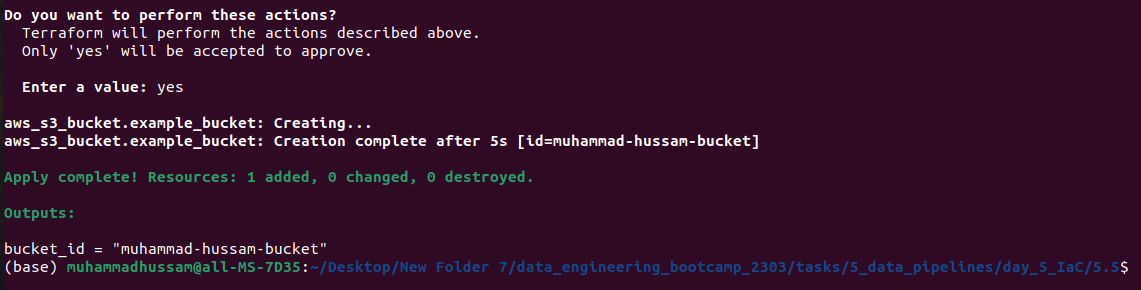 Do you want to perform these actions?
Terraform will perform the actions described above.
Only 'yes' will be accepted to approve.
Enter a value: yes
aws_s3_bucket.example_bucket: Creating...
aws_s3_bucket.example_bucket: Creation complete after 5s [id=muhammad-hussam-bucket]
Apply complete! Resources: 1 added, 0 changed, 0 destroyed.
Outputs:
bucket_id = "muhammad-hussam-bucket"
(base) muhammadhussam@all-MS-7D35:~/Desktop/New Folder 7/data_engineering_bootcamp_2303/tasks/5_data_pipelines/day_5_IaC/5.5$